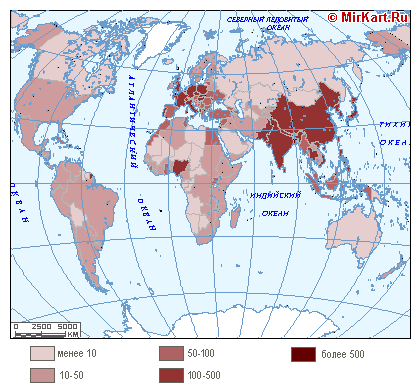 © MirKart.Ru
СЕВЕРНЫЙ ЛЕДОВИТЫЙ
ОКЕАН
АТЛАНТИЧЕСКИЙ
ОКЕАН
ТИХИЙ
ОКЕАН
ИНДИЙСКИЙ
ОКЕАН
ОКЕАН
0 2500 5000
КМ
менее 10
50-100
более 500
10-50
100-500